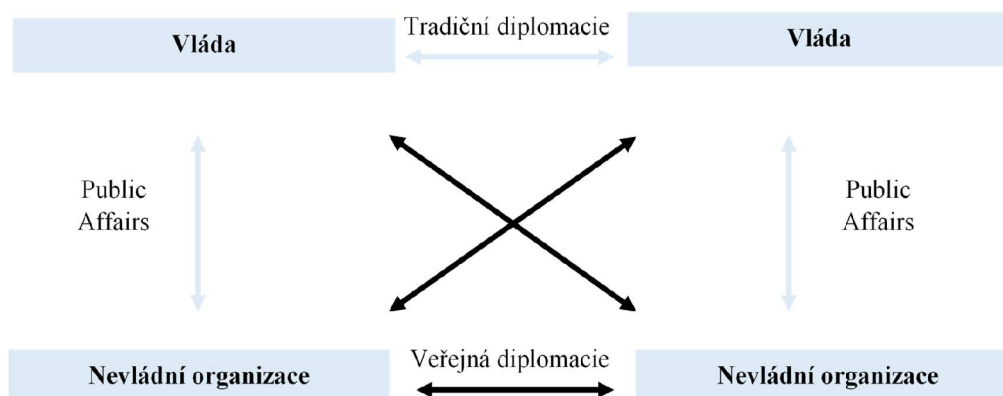 Vláda
Tradiční diplomacie
Vláda
Public
Affairs
Public
Affairs
Nevládní organizace
Veřejná diplomacie
Nevládní organizace